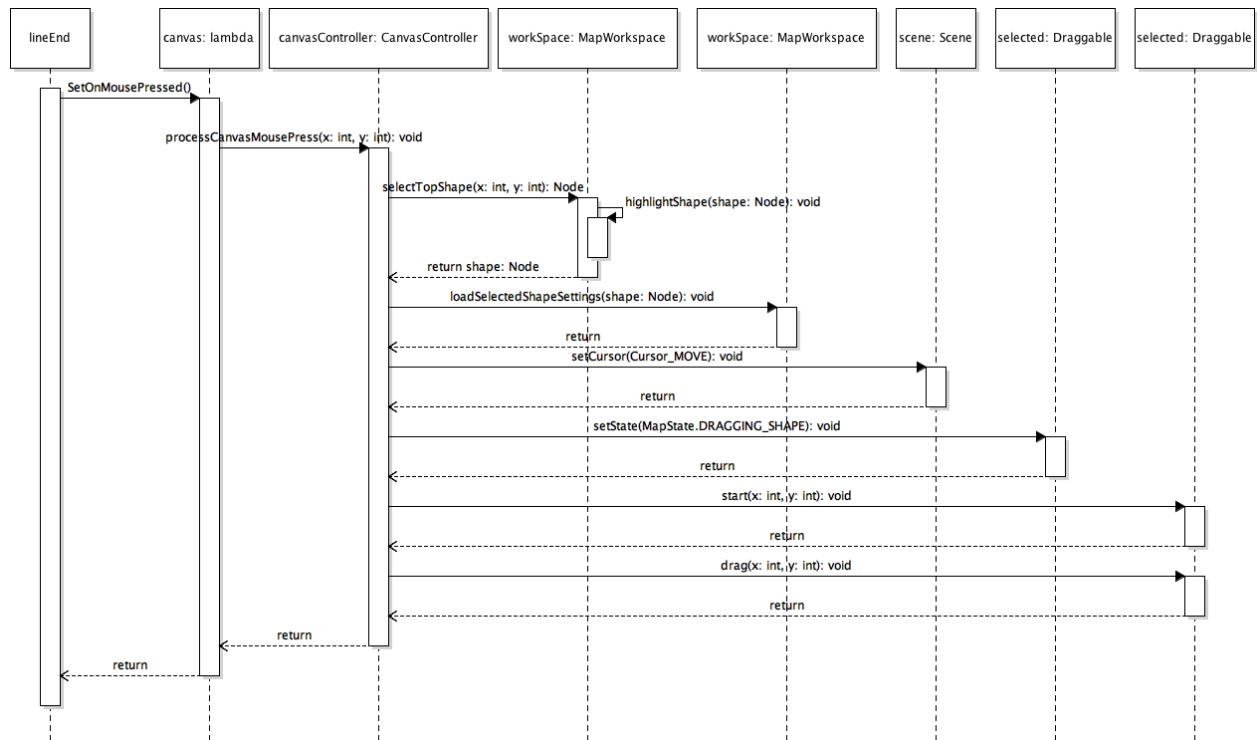 lineEnd
canvas: lambda
canvasController: CanvasController
workSpace: MapWorkspace
workSpace: MapWorkspace
scene: Scene
selected: Draggable
selected: Draggable
SetOnMousePressed()
processCanvasMousePress(x: int, y: int): void
selectTopShape(x: int, y: int): Node
highlightShape(shape: Node): void
return shape: Node
loadSelectedShapeSettings(shape: Node): void
return
setCursor(Cursor_MOVE): void
return
setState(MapState.DRAGGING_SHAPE): void
return
start(x: int, y: int): void
return
drag(x: int, y: int): void
return
return
return